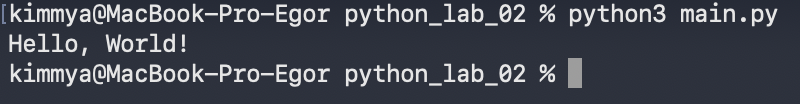 [kimmya@MacBook-Pro-Egor python_lab_02 % python3 main.py
Hello, World!
kimmya@MacBook-Pro-Egor python_lab_02 %